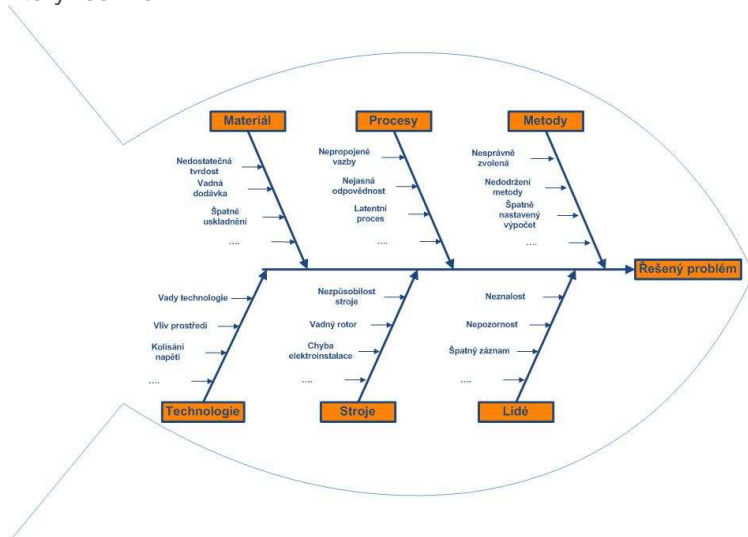 Materiál
Procesy
Metody
Nedostatečná
tvrdost
Vadná
dodávka
Špatné
uskladnění
....
Nepropojené
vazby
Nejasná
odpovědnost
Latentní
proces
....
Nesprávně
zvolená
Nedodržení
metody
Špatně
nastavený
výpočet
....
Řešený problém
Vady technologie
Vliv prostředí
Kolísání
napětí
....
Nezpůsobilost
stroje
Vadný rotor
Chyba
elektroinstalace
....
Neznalost
Nepozornost
Špatný záznam
....
Technologie
Stroje
Lidé